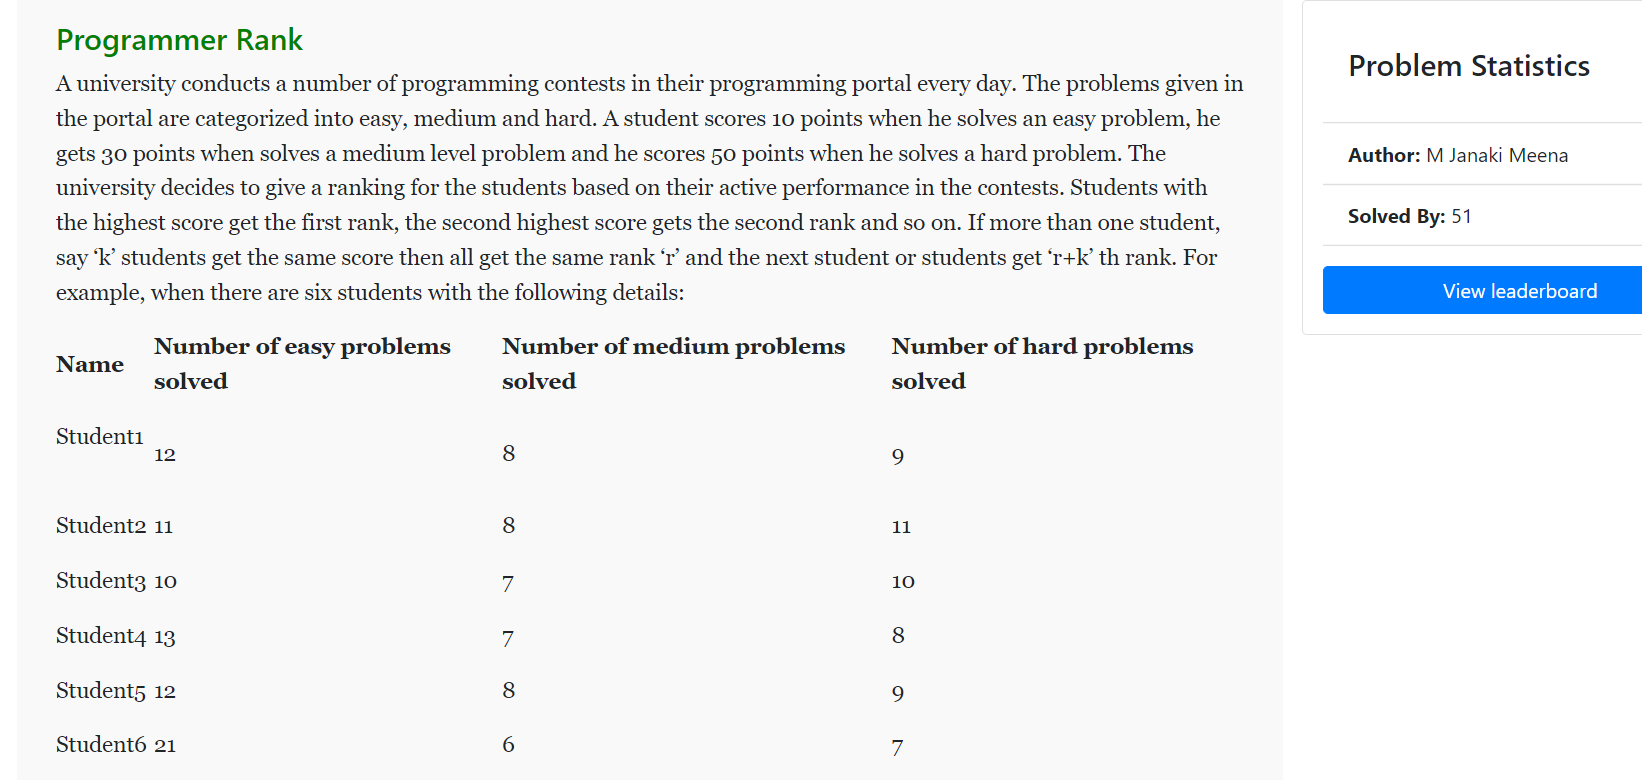 Programmer Rank
A university conducts a number of programming contests in their programming portal every day. The problems given in
the portal are categorized into easy, medium and hard. A student scores 10 points when he solves an easy problem, he
gets 30 points when solves a medium level problem and he scores 50 points when he solves a hard problem. The
university decides to give a ranking for the students based on their active performance in the contests. Students with
the highest score get the first rank, the second highest score gets the second rank and so on. If more than one student,
say ‘k’ students get the same score then all get the same rank ‘r’ and the next student or students get ‘r+k’ th rank. For
example, when there are six students with the following details:
Name Number of easy problems solved Number of medium problems solved Number of hard problems solved
Student1 12 8 9
Student2 11 8 11
Student3 10 7 10
Student4 13 7 8
Student5 12 8 9
Student6 21 6 7
Problem Statistics
Author: M Janaki Meena
Solved By: 51
View leaderboard